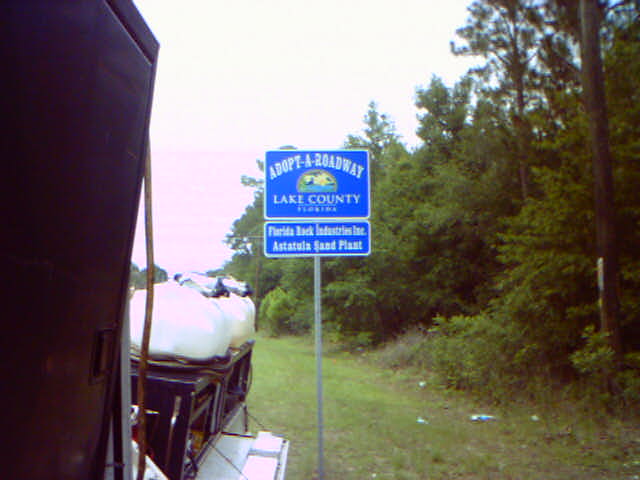 ADOPT-A-ROADWAY
LAKE COUNTY
FLORIDA
Florida Rock Industries Inc.
Astatula Sand Plant